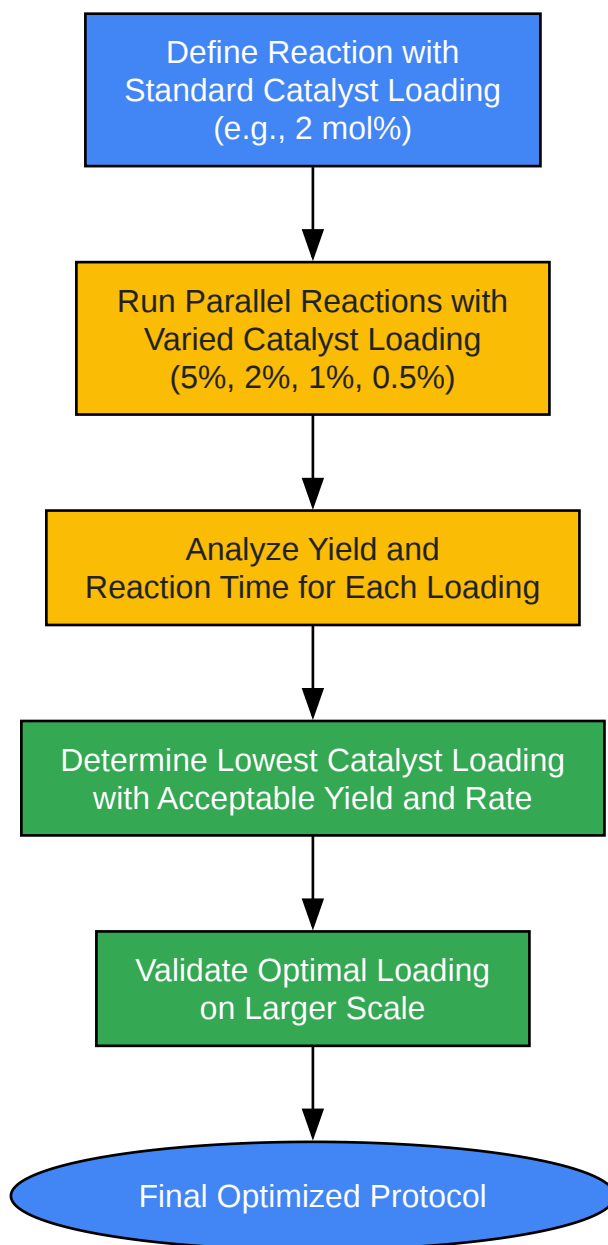 Define Reaction with
Standard Catalyst Loading
(e.g., 2 mol%)
Run Parallel Reactions with
Varied Catalyst Loading
(5%, 2%, 1%, 0.5%)
Analyze Yield and
Reaction Time for Each Loading
Determine Lowest Catalyst Loading
with Acceptable Yield and Rate
Validate Optimal Loading
on Larger Scale
Final Optimized Protocol